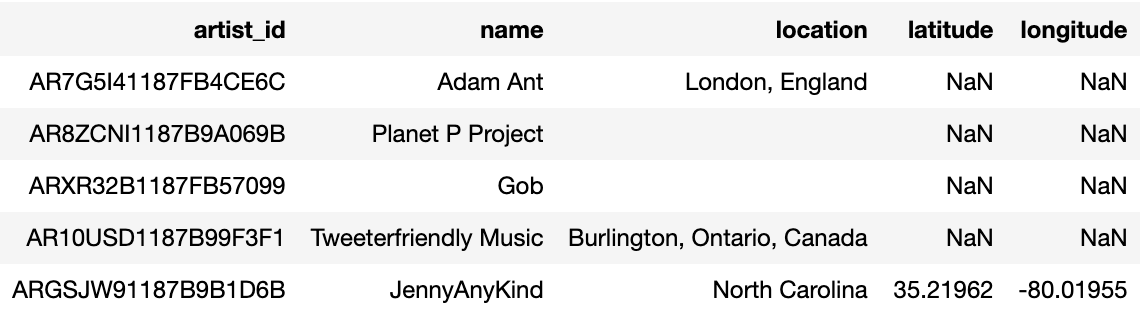 artist_id name location latitude longitude
AR7G5I41187FB4CE6C Adam Ant London, England NaN NaN
AR8ZCNI1187B9A069B Planet P Project NaN NaN
ARXR32B1187FB57099 Gob NaN NaN
AR10USD1187B99F3F1 Tweeterfriendly Music Burlington, Ontario, Canada NaN NaN
ARGSJW91187B9B1D6B JennyAnyKind North Carolina 35.21962 -80.01955